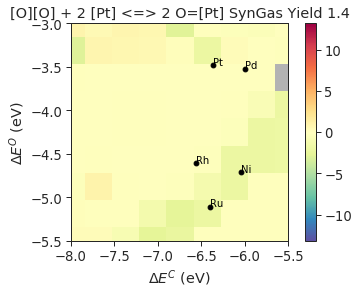 [O][O] + 2 [Pt] <=> 2 O=[Pt] SynGas Yield 1.4
−3.0
−3.5
−4.0
−4.5
−5.0
−5.5
ΔE^O (eV)
Pt
Pd
Rh
Ni
Ru
−8.0 −7.5 −7.0 −6.5 −6.0 −5.5
ΔE^C (eV)
10
5
0
−5
−10